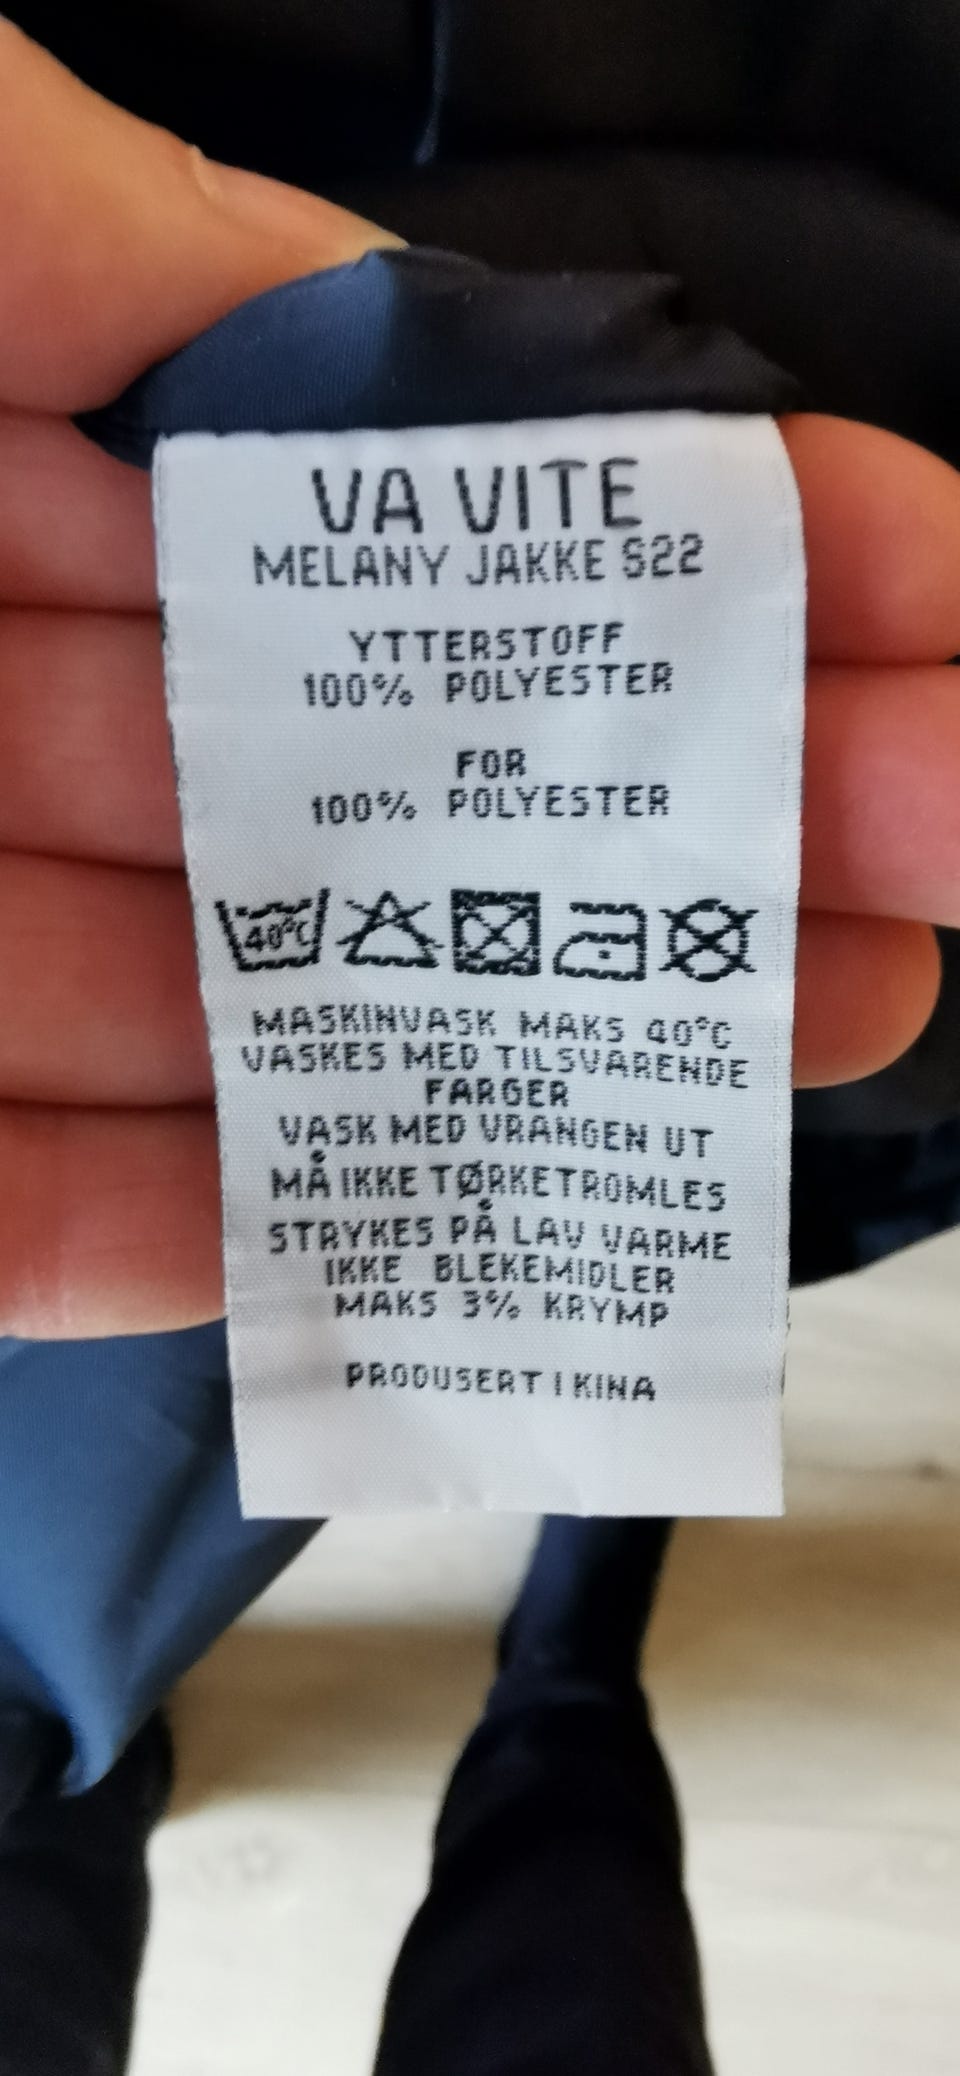 VA VITE
MELANY JAKKE S22
YTTERSTOFF
100% POLYESTER
FOR
100% POLYESTER
40°C
MASKINVASK MAKS 40°C
VASKES MED TILSVARENDE
FARGER
VASK MED VRANGEN UT
MÅ IKKE TØRKETROMLES
STRYKES PÅ LAV VARME
IKKE BLEKEMIDLER
MAKS 3% KRYMP
PRODUSERT I KINA